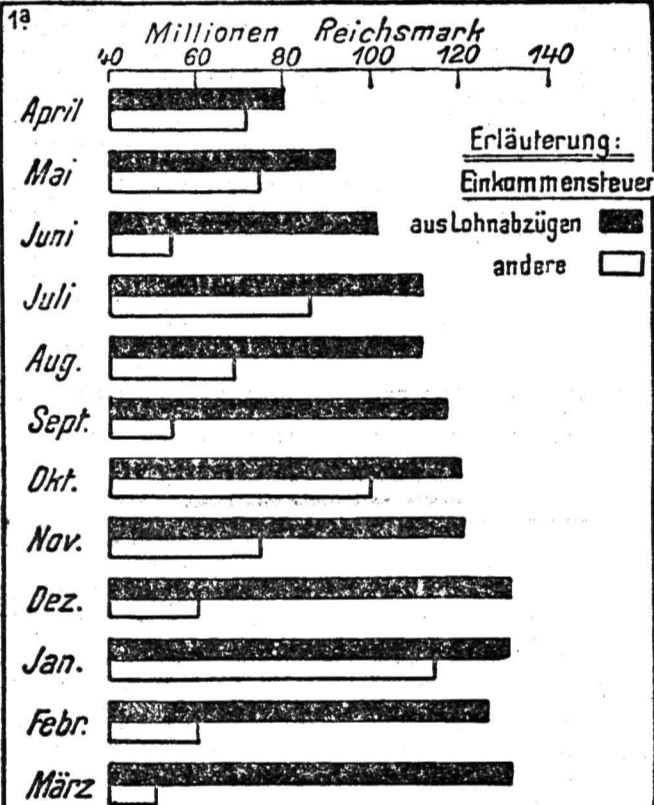 1a
Millionen Reichsmark
40 60 80 100 120 140
April
Mai
Juni
Juli
Aug.
Sept.
Okt.
Nov.
Dez.
Jan.
Febr.
März
Erläuterung:
Einkommensteuer
aus Lohnabzügen
andere